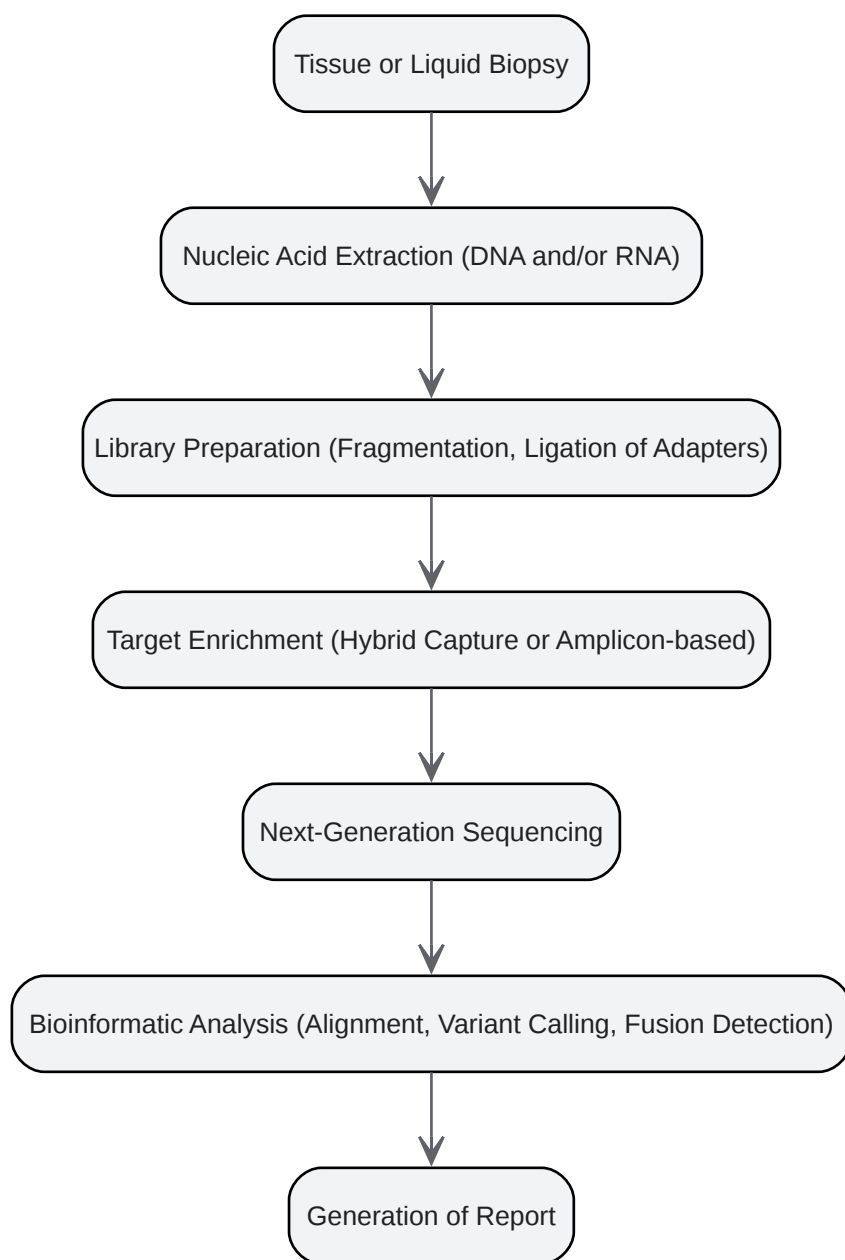 Tissue or Liquid Biopsy
Nucleic Acid Extraction (DNA and/or RNA)
Library Preparation (Fragmentation, Ligation of Adapters)
Target Enrichment (Hybrid Capture or Amplicon-based)
Next-Generation Sequencing
Bioinformatic Analysis (Alignment, Variant Calling, Fusion Detection)
Generation of Report